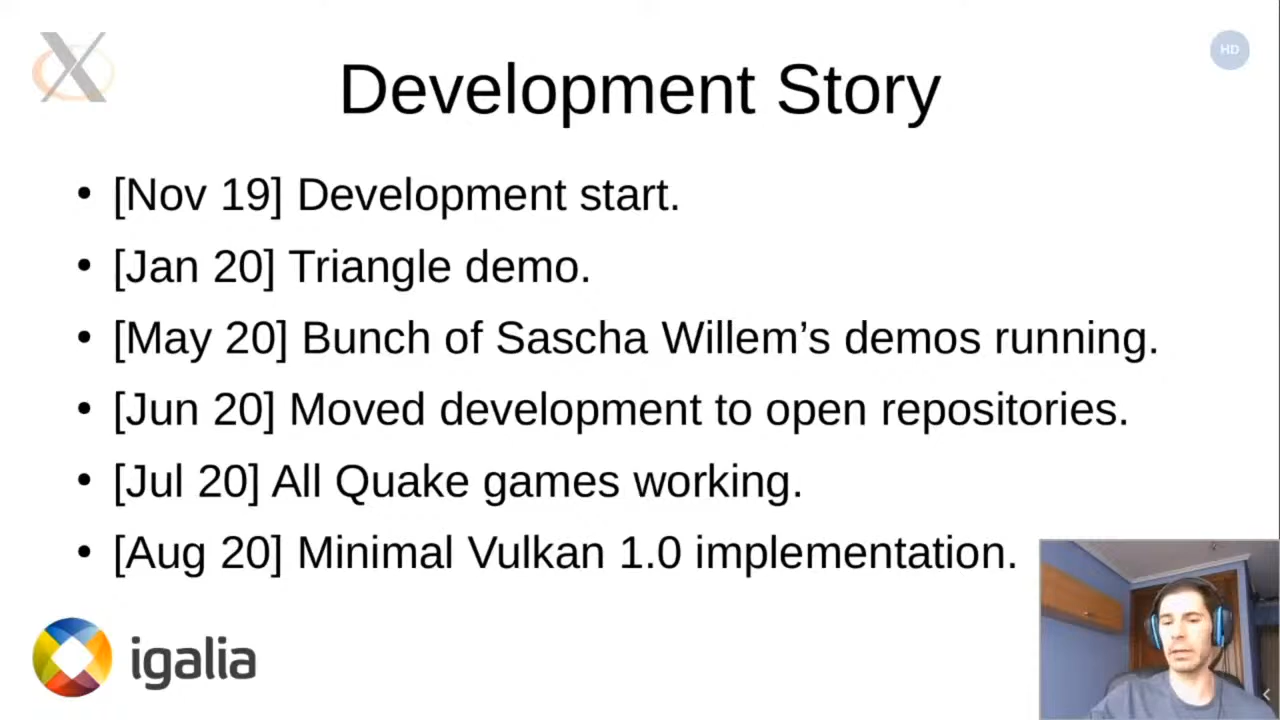 HD
Development Story
• [Nov 19] Development start.
• [Jan 20] Triangle demo.
• [May 20] Bunch of Sascha Willem’s demos running.
• [Jun 20] Moved development to open repositories.
• [Jul 20] All Quake games working.
• [Aug 20] Minimal Vulkan 1.0 implementation.
igalia